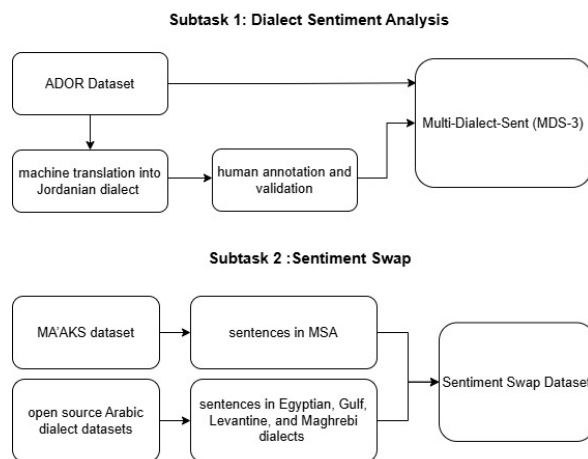 Subtask 1: Dialect Sentiment Analysis
ADOR Dataset
Multi-Dialect-Sent (MDS-3)
machine translation into
Jordanian dialect
human annotation and
validation
Subtask 2 :Sentiment Swap
MA'AKS dataset
sentences in MSA
Sentiment Swap Dataset
open source Arabic
dialect datasets
sentences in Egyptian, Gulf,
Levantine, and Maghrebi
dialects